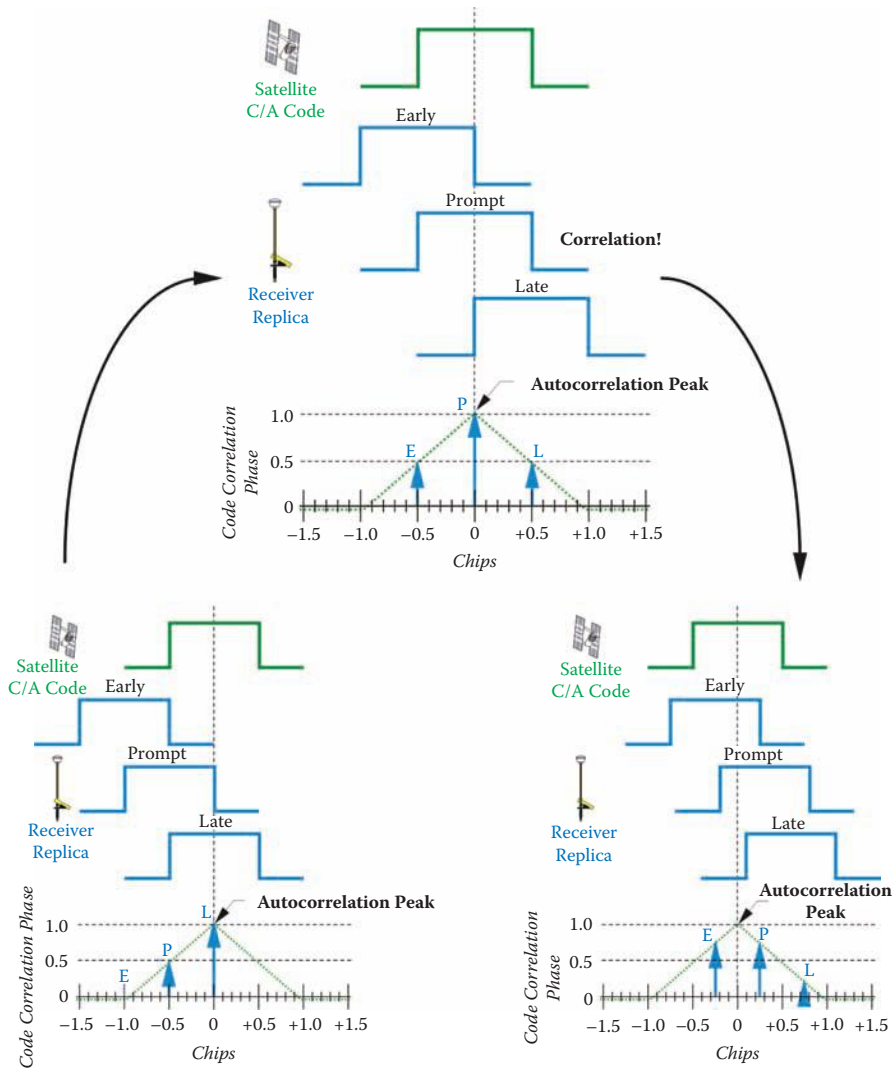 Satellite
C/A Code
Early
Prompt
Correlation!
Receiver
Replica
Late
Autocorrelation Peak
Code Correlation
Phase
1.0
0.5
0
P
E
L
−1.5 −1.0 −0.5 0 +0.5 +1.0 +1.5
Chips
Satellite
C/A Code
Early
Prompt
Receiver
Replica
Late
Autocorrelation Peak
Code Correlation Phase
1.0
0.5
0
L
P
E
−1.5 −1.0 −0.5 0 +0.5 +1.0 +1.5
Chips
Satellite
C/A Code
Early
Prompt
Receiver
Replica
Late
Autocorrelation
Peak
Code Correlation
Phase
1.0
0.5
0
E
P
L
−1.5 −1.0 −0.5 0 +0.5 +1.0 +1.5
Chips